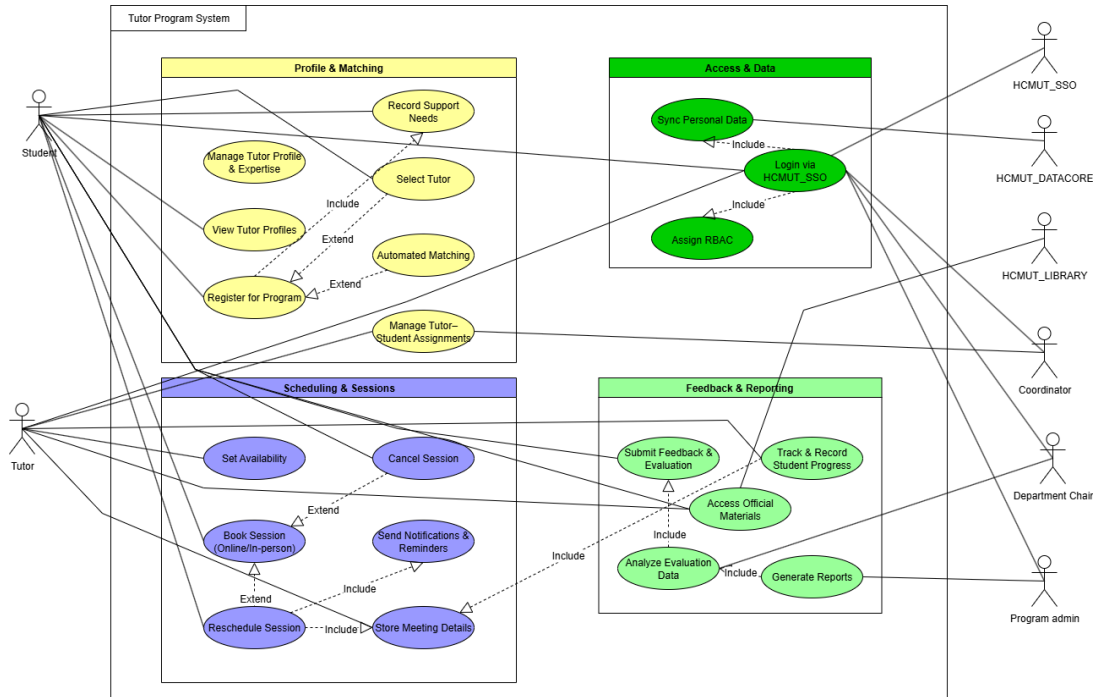 Tutor Program System
Profile & Matching
Access & Data
HCMUT_SSO
Record Support
Needs
Sync Personal Data
Student
Include
Manage Tutor Profile
& Expertise
Select Tutor
Login via
HCMUT_SSO
HCMUT_DATACORE
Include
Include
View Tutor Profiles
Extend
Assign RBAC
Automated Matching
HCMUT_LIBRARY
Extend
Register for Program
Manage Tutor–
Student Assignments
Coordinator
Scheduling & Sessions
Feedback & Reporting
Tutor
Set Availability
Cancel Session
Submit Feedback &
Evaluation
Track & Record
Student Progress
Department Chair
Access Official
Materials
Extend
Book Session
(Online/In-person)
Send Notifications &
Reminders
Include
Include
Analyze Evaluation
Data
Include
Generate Reports
Include
Extend
Reschedule Session
Include
Store Meeting Details
Program admin